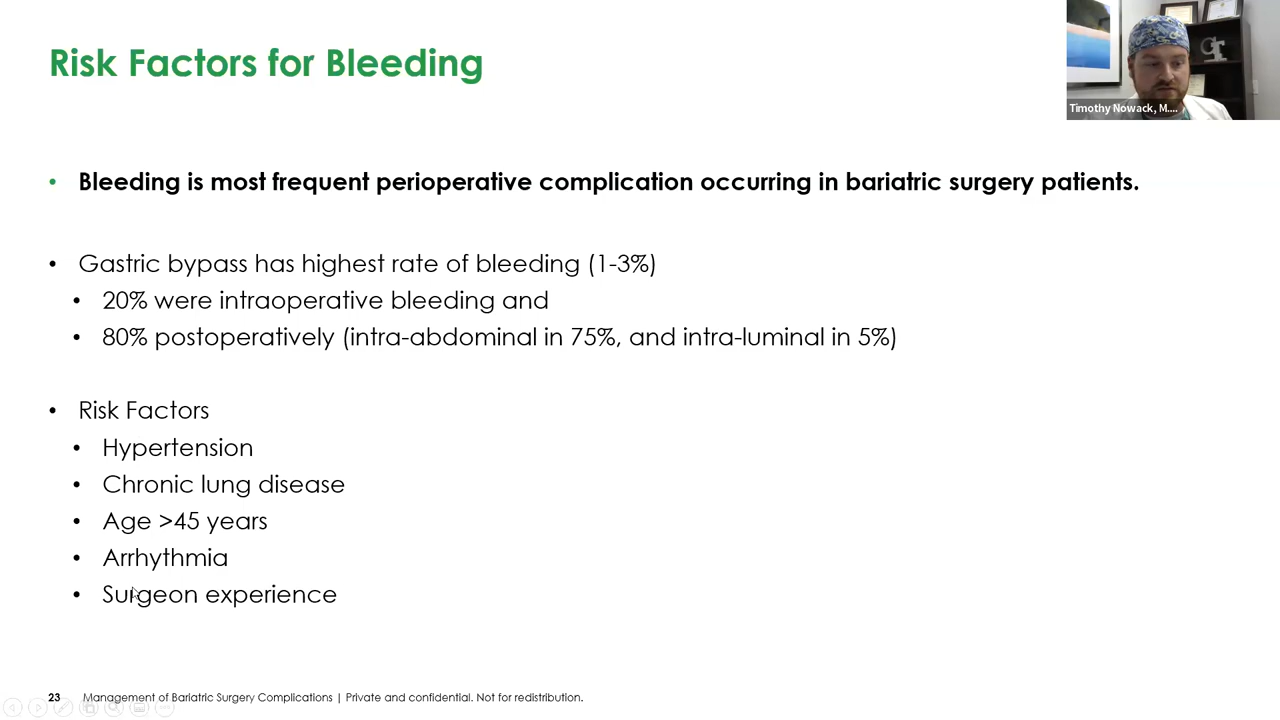 Risk Factors for Bleeding
Timothy Nowack, M....
• Bleeding is most frequent perioperative complication occurring in bariatric surgery patients.
• Gastric bypass has highest rate of bleeding (1-3%)
• 20% were intraoperative bleeding and
• 80% postoperatively (intra-abdominal in 75%, and intra-luminal in 5%)
• Risk Factors
• Hypertension
• Chronic lung disease
• Age >45 years
• Arrhythmia
• Surgeon experience
23 Management of Bariatric Surgery Complications | Private and confidential. Not for redistribution.